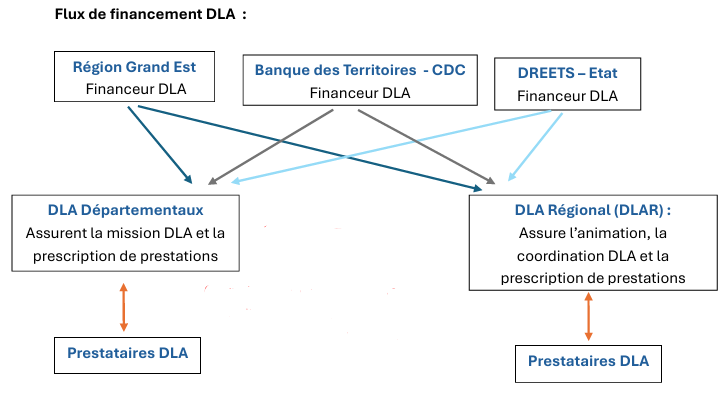 Flux de financement DLA :
Région Grand Est
Financeur DLA
Banque des Territoires - CDC
Financeur DLA
DREETS – Etat
Financeur DLA
DLA Départementaux
Assurent la mission DLA et la
prescription de prestations
DLA Régional (DLAR) :
Assure l’animation, la
coordination DLA et la
prescription de prestations
Prestataires DLA
Prestataires DLA